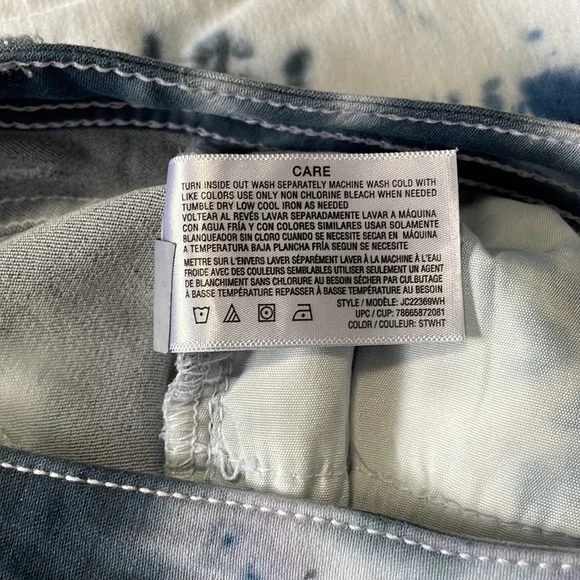 CARE
TURN INSIDE OUT WASH SEPARATELY MACHINE WASH COLD WITH
LIKE COLORS USE ONLY NON CHLORINE BLEACH WHEN NEEDED
TUMBLE DRY LOW COOL IRON AS NEEDED
VOLTEAR AL REVÉS LAVAR SEPARADAMENTE LAVAR A MÁQUINA
CON AGUA FRÍA Y CON COLORES SIMILARES USAR SOLAMENTE
BLANQUEADOR SIN CLORO CUANDO SE NECESITE SECAR EN MÁQUINA
A TEMPERATURA BAJA PLANCHA FRÍA SEGUN SE NECESITE
METTRE SUR L'ENVERS LAVER SÉPARÉMENT LAVER À LA MACHINE À L'EAU
FROIDE AVEC DES COULEURS SEMBLABLES UTILISER SEULEMENT UN AGENT
DE BLANCHIMENT SANS CHLORURE AU BESOIN SÉCHER PAR CULBUTAGE
À BASSE TEMPÉRATURE REPASSER À BASSE TEMPÉRATURE AU BESOIN
STYLE / MODÈLE: JC22369WH
UPC / CUP: 78665872081
COLOR / COULEUR: STWHT